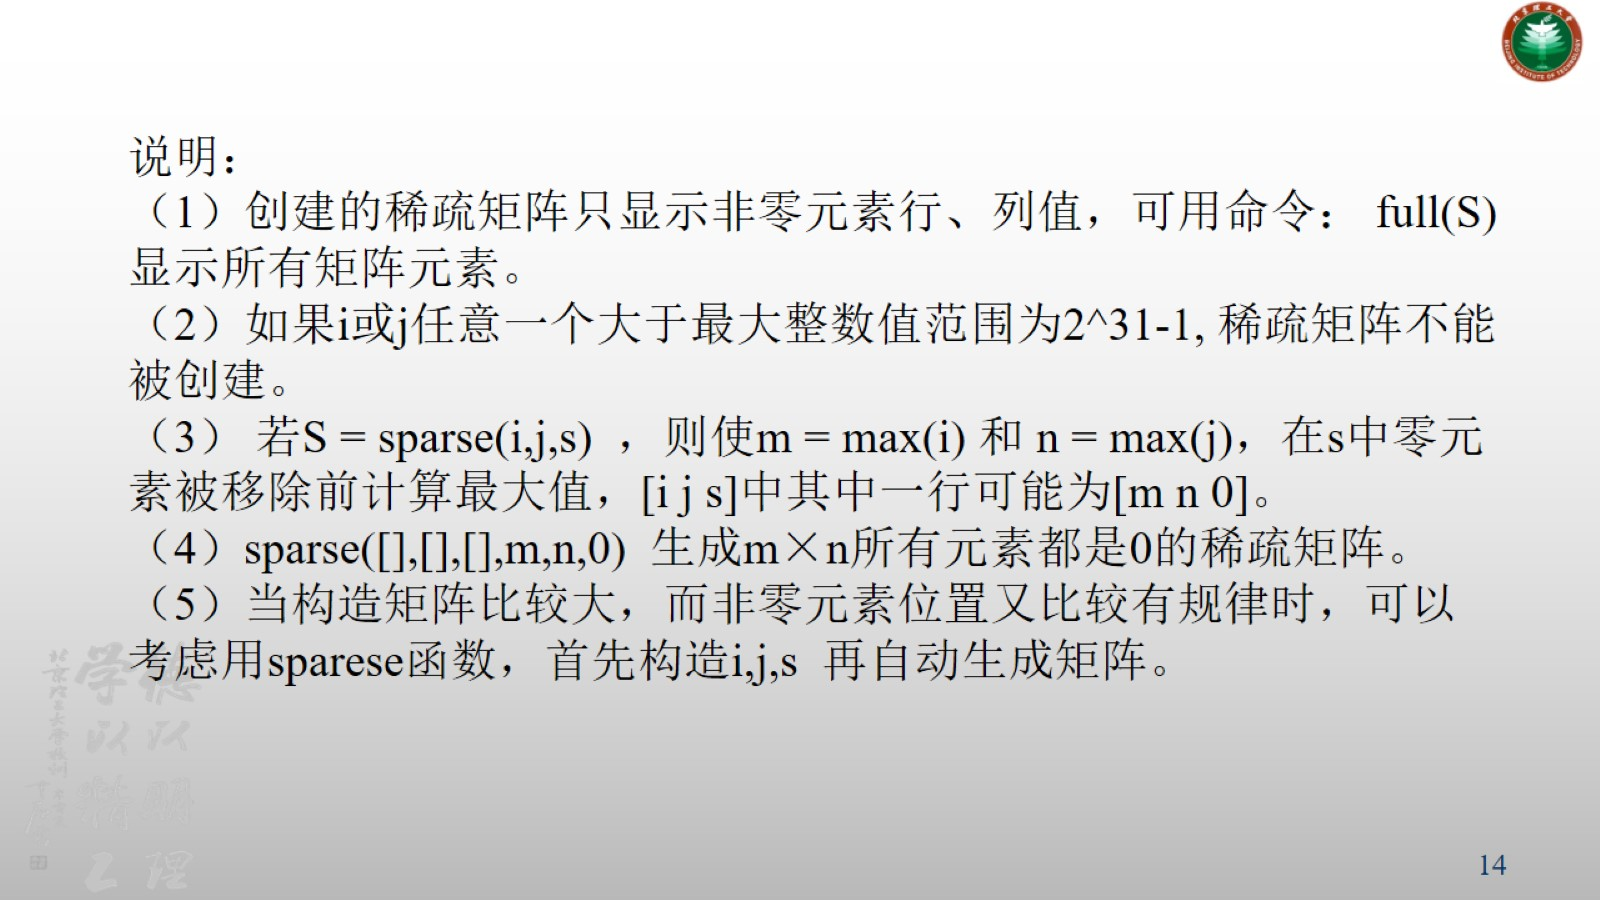 说明：
（1）创建的稀疏矩阵只显示非零元素行、列值，可用命令： full(S)
显示所有矩阵元素。
（2）如果i或j任意一个大于最大整数值范围为2^31-1, 稀疏矩阵不能
被创建。
（3） 若S = sparse(i,j,s) ，则使m = max(i) 和 n = max(j)，在s中零元
素被移除前计算最大值，[i j s]中其中一行可能为[m n 0]。
（4）sparse([],[],[],m,n,0) 生成m×n所有元素都是0的稀疏矩阵。
（5）当构造矩阵比较大，而非零元素位置又比较有规律时，可以
考虑用sparese函数，首先构造i,j,s 再自动生成矩阵。
德以明理
学以精工
14